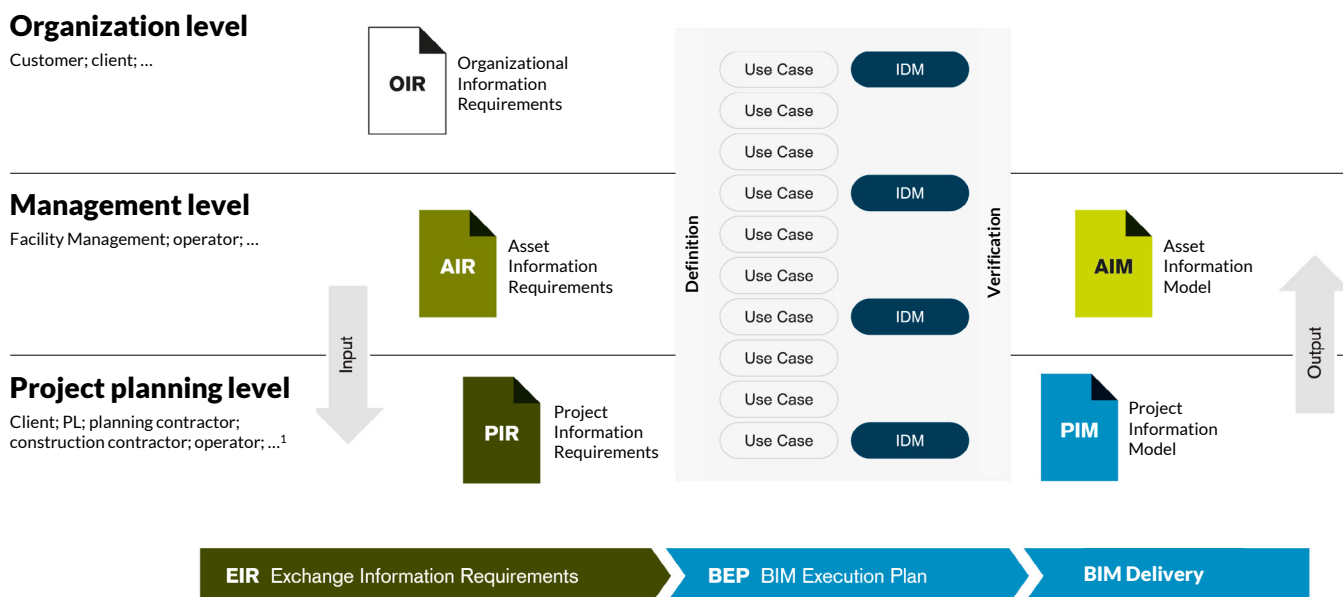 Organization level
Customer; client; …
OIR
Organizational
Information
Requirements
Management level
Facility Management; operator; …
AIR
Asset
Information
Requirements
Input
Project planning level
Client; PL; planning contractor;
construction contractor; operator; …¹
PIR
Project
Information
Requirements
Definition
Use Case IDM
Use Case
Use Case
Use Case IDM
Use Case
Use Case
Use Case IDM
Use Case
Use Case
Use Case IDM
Verification
AIM
Asset
Information
Model
PIM
Project
Information
Model
Output
EIR Exchange Information Requirements
BEP BIM Execution Plan
BIM Delivery